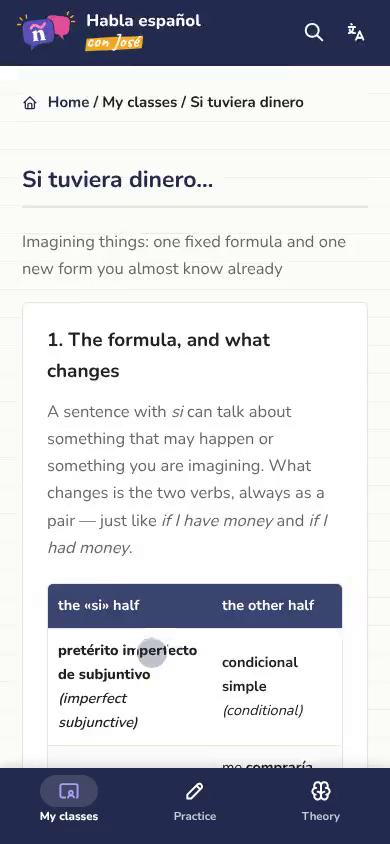 ñ
Habla español
con José
Home / My classes / Si tuviera dinero
Si tuviera dinero...
Imagining things: one fixed formula and one
new form you almost know already
1. The formula, and what
changes
A sentence with si can talk about
something that may happen or
something you are imagining. What
changes is the two verbs, always as a
pair — just like if I have money and if I
had money.
the «si» half
the other half
pretérito imperfecto
de subjuntivo
(imperfect
subjunctive)
condicional
simple
(conditional)
me compraría
My classes
Practice
Theory